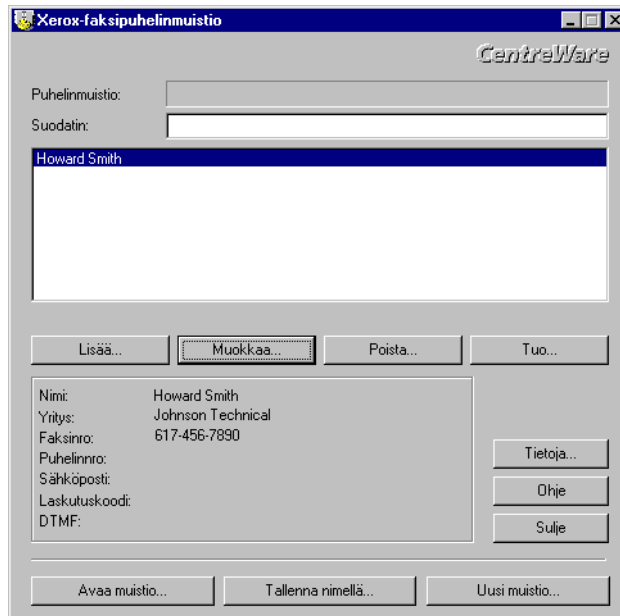 Xerox-faksipuhelinmuistio
CentreWare
Puhelinmuistio:
Suodatin:
Howard Smith
Lisää... Muokkaa... Poista... Tuo...
Nimi: Howard Smith
Yritys: Johnson Technical
Faksinro: 617-456-7890
Puhelinnro:
Sähköposti:
Laskutuskoodi:
DTMF:
Tietoja...
Ohje
Sulje
Avaa muistio... Tallenna nimellä... Uusi muistio...